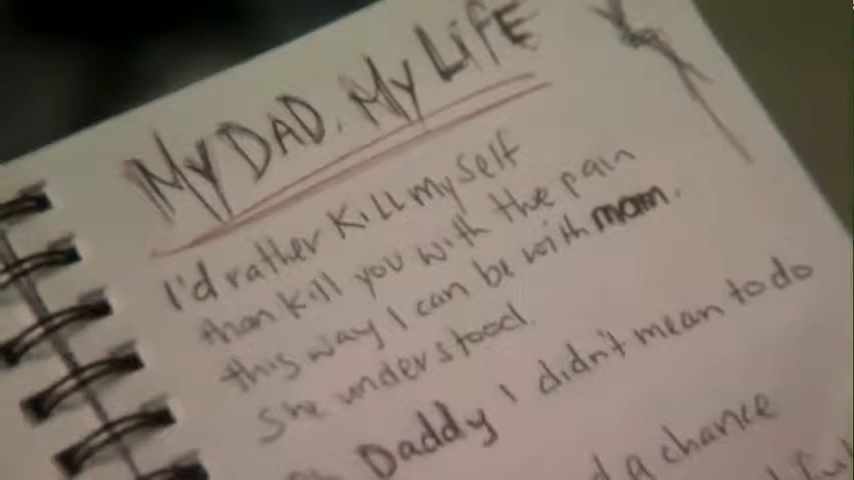 MY DAD, MY LIFE
I'd rather Kill myself
than kill you with the pain
this way I can be with mom.
She understood.
Daddy I didn't mean to do
a chance